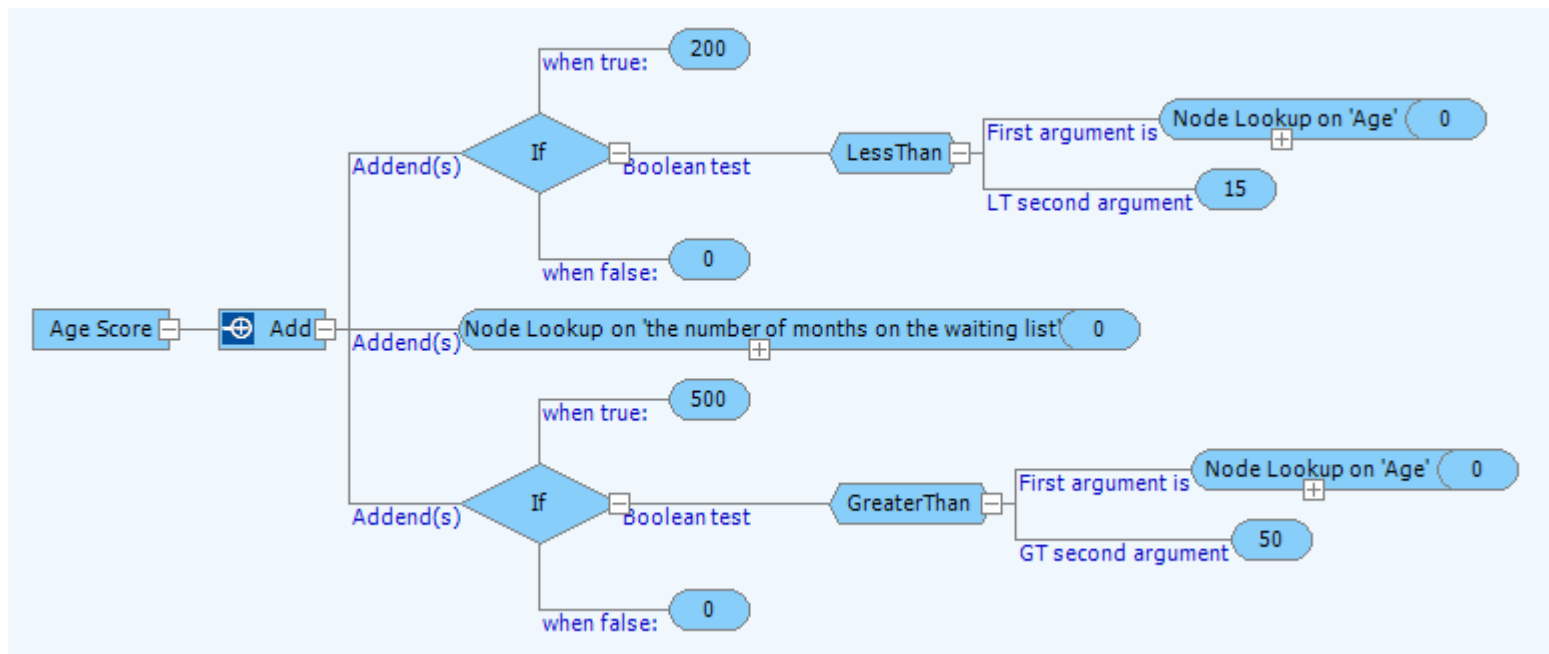 200
when true:
Node Lookup on 'Age' 0
First argument is
If
LessThan
Addend(s)
Boolean test
15
LT second argument
0
when false:
Age Score
Add
Node Lookup on 'the number of months on the waiting list' 0
Addend(s)
500
when true:
Node Lookup on 'Age' 0
First argument is
If
GreaterThan
Addend(s)
Boolean test
50
GT second argument
0
when false: